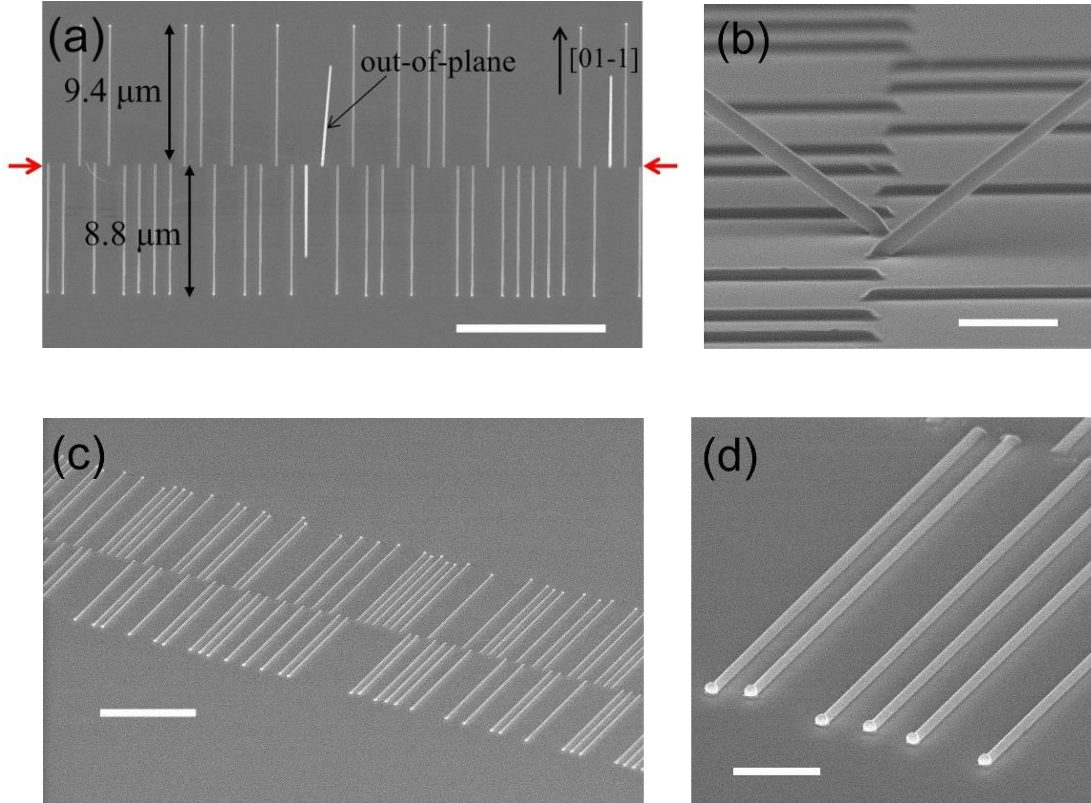 (a)
9.4 μm
out-of-plane
[01-1]
8.8 μm
(b)
(c)
(d)